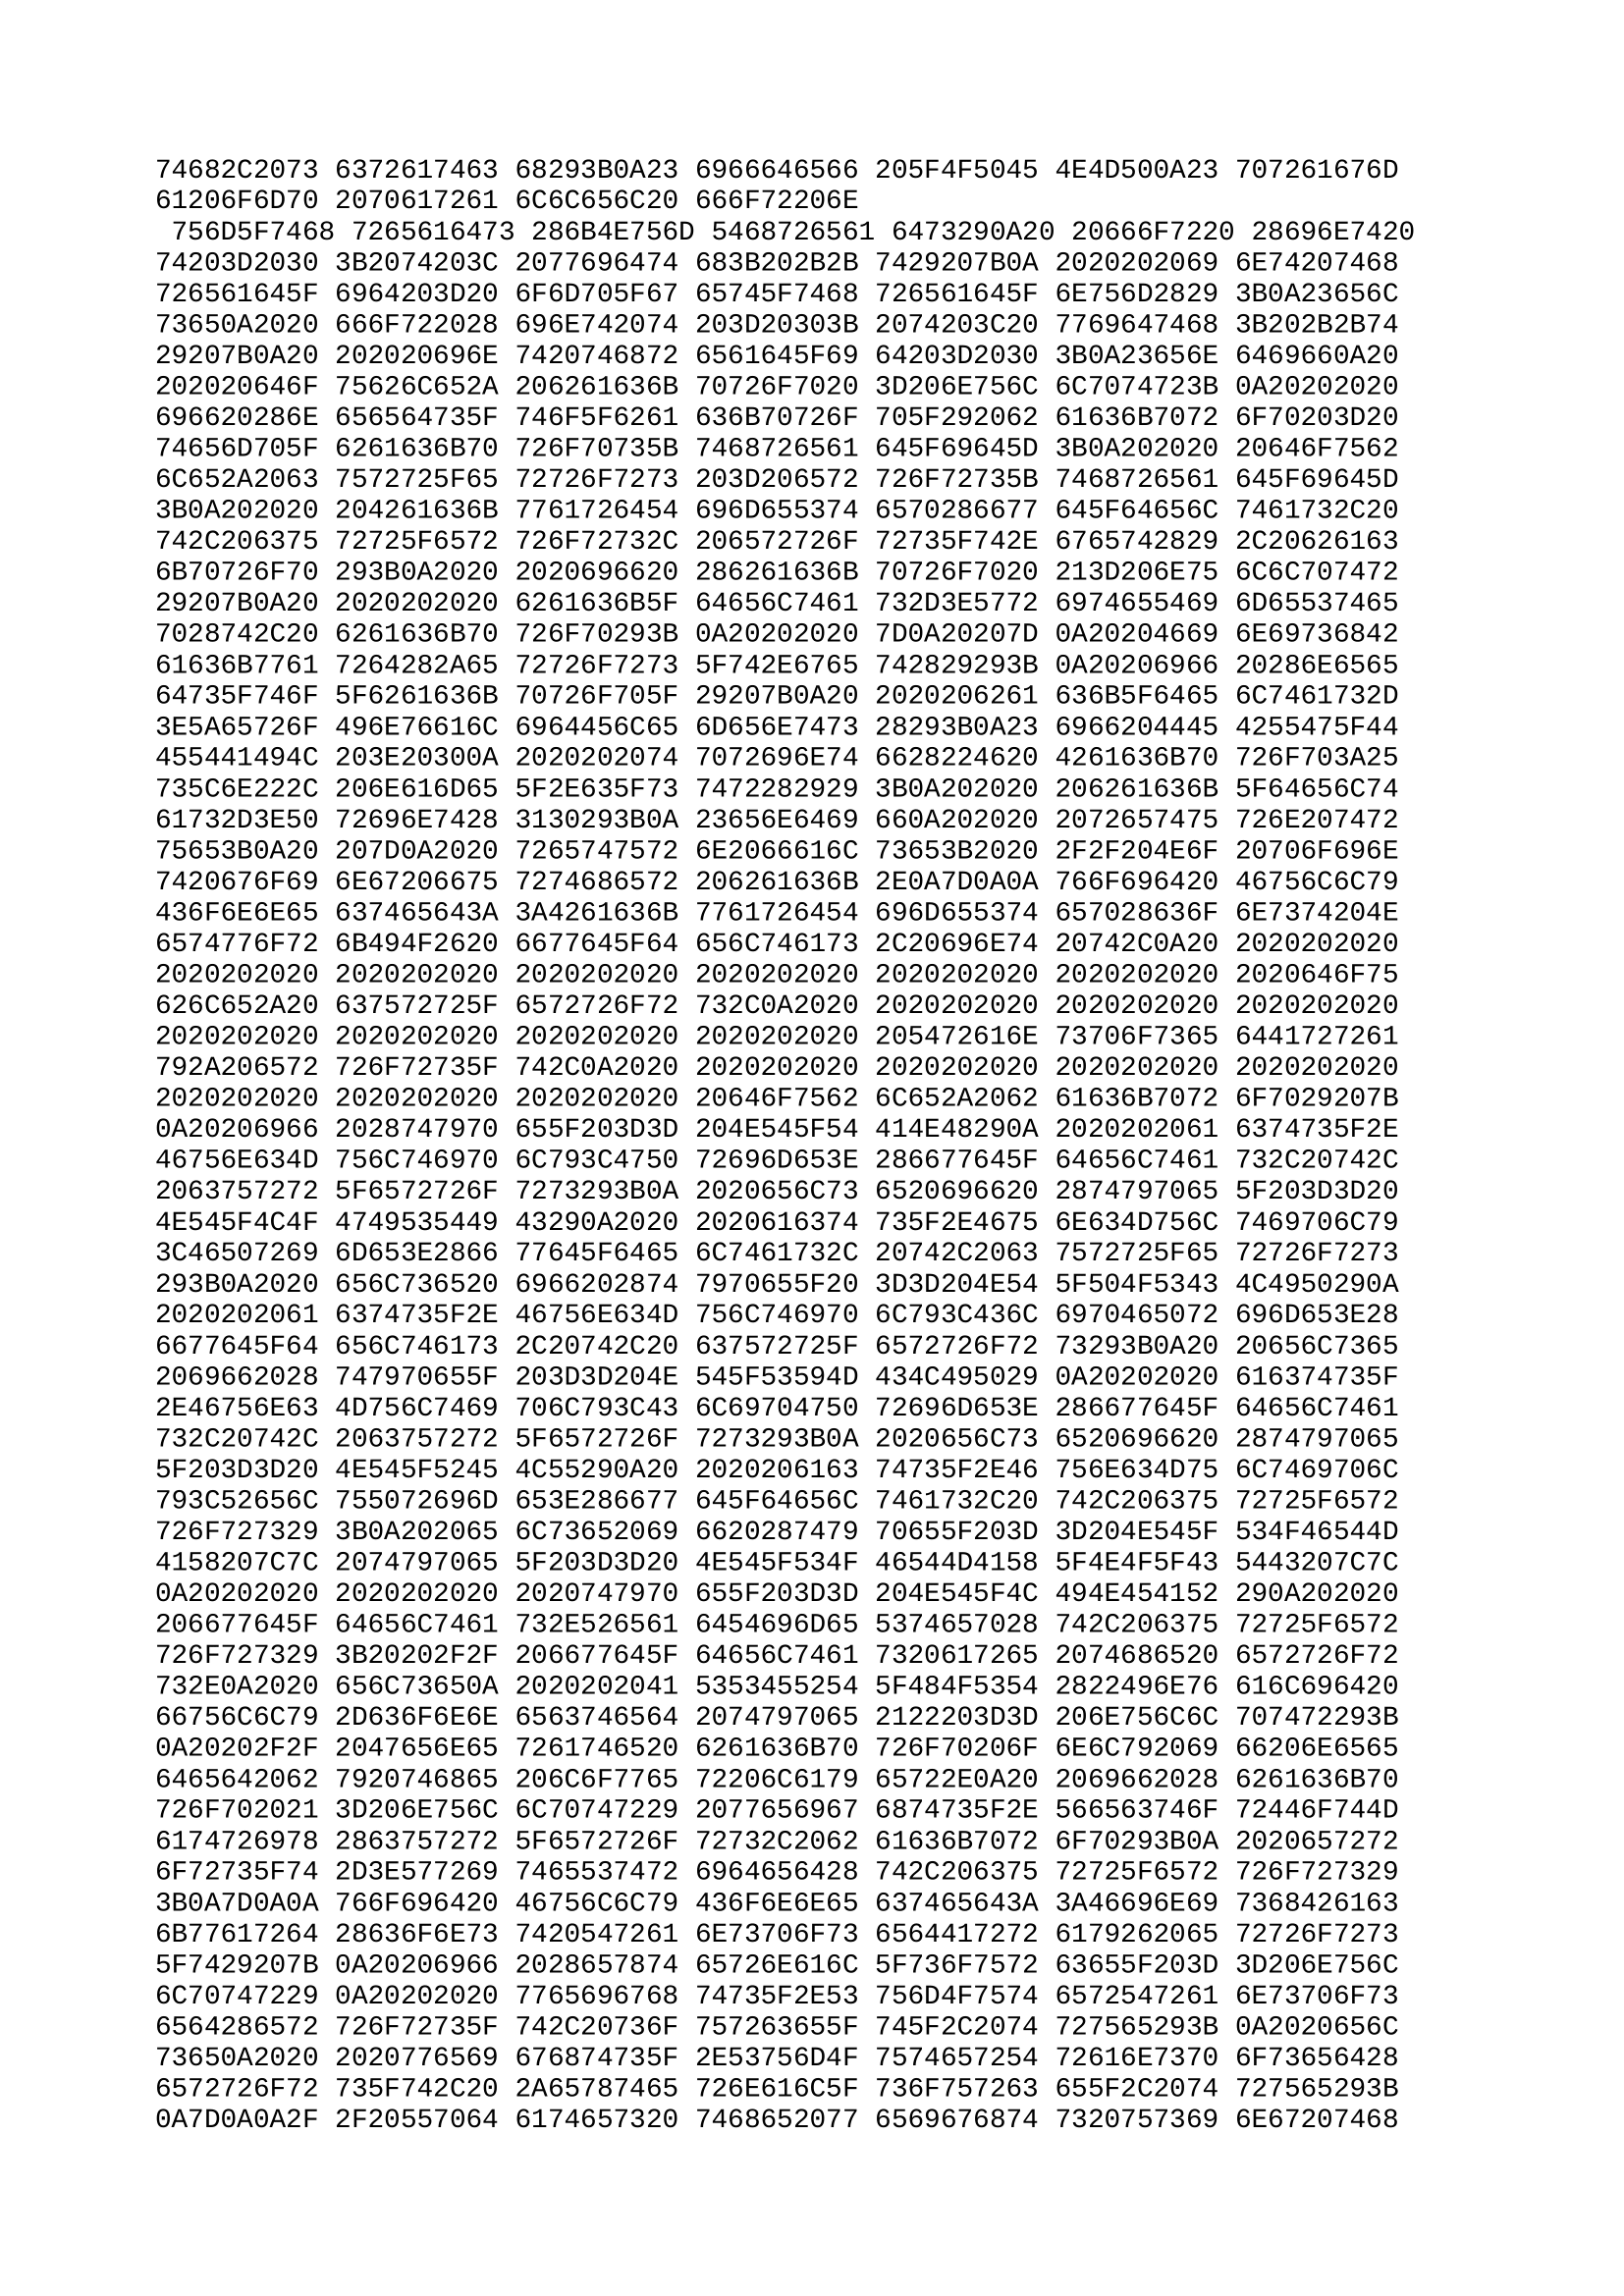 74682C2073 6372617463 68293B0A23 6966646566 205F4F5045 4E4D500A23 707261676D
61206F6D70 2070617261 6C6C656C20 666F72206E
756D5F7468 7265616473 286B4E756D 5468726561 6473290A20 20666F7220 28696E7420
74203D2030 3B2074203C 2077696474 683B202B2B 7429207B0A 2020202069 6E74207468
726561645F 6964203D20 6F6D705F67 65745F7468 726561645F 6E756D2829 3B0A23656C
73650A2020 666F722028 696E742074 203D20303B 2074203C20 7769647468 3B202B2B74
29207B0A20 202020696E 7420746872 6561645F69 64203D2030 3B0A23656E 6469660A20
202020646F 75626C652A 206261636B 70726F7020 3D206E756C 6C7074723B 0A20202020
696620286E 656564735F 746F5F6261 636B70726F 705F292062 61636B7072 6F70203D20
74656D705F 6261636B70 726F70735B 7468726561 645F69645D 3B0A202020 20646F7562
6C652A2063 7572725F65 72726F7273 203D206572 726F72735B 7468726561 645F69645D
3B0A202020 204261636B 7761726454 696D655374 6570286677 645F64656C 7461732C20
742C206375 72725F6572 726F72732C 206572726F 72735F742E 6765742829 2C20626163
6B70726F70 293B0A2020 2020696620 286261636B 70726F7020 213D206E75 6C6C707472
29207B0A20 2020202020 6261636B5F 64656C7461 732D3E5772 6974655469 6D65537465
7028742C20 6261636B70 726F70293B 0A20202020 7D0A20207D 0A20204669 6E69736842
61636B7761 7264282A65 72726F7273 5F742E6765 742829293B 0A20206966 20286E6565
64735F746F 5F6261636B 70726F705F 29207B0A20 2020206261 636B5F6465 6C7461732D
3E5A65726F 496E76616C 6964456C65 6D656E7473 28293B0A23 6966204445 4255475F44
455441494C 203E20300A 2020202074 7072696E74 6628224620 4261636B70 726F703A25
735C6E222C 206E616D65 5F2E635F73 7472282929 3B0A202020 206261636B 5F64656C74
61732D3E50 72696E7428 3130293B0A 23656E6469 660A202020 2072657475 726E207472
75653B0A20 207D0A2020 7265747572 6E2066616C 73653B2020 2F2F204E6F 20706F696E
7420676F69 6E67206675 7274686572 206261636B 2E0A7D0A0A 766F696420 46756C6C79
436F6E6E65 637465643A 3A4261636B 7761726454 696D655374 657028636F 6E7374204E
6574776F72 6B494F2620 6677645F64 656C746173 2C20696E74 20742C0A20 2020202020
2020202020 2020202020 2020202020 2020202020 2020202020 2020202020 2020646F75
626C652A20 637572725F 6572726F72 732C0A2020 2020202020 2020202020 2020202020
2020202020 2020202020 2020202020 2020202020 205472616E 73706F7365 6441727261
792A206572 726F72735F 742C0A2020 2020202020 2020202020 2020202020 2020202020
2020202020 2020202020 2020202020 20646F7562 6C652A2062 61636B7072 6F7029207B
0A20206966 2028747970 655F203D3D 204E545F54 414E48290A 2020202061 6374735F2E
46756E634D 756C746970 6C793C4750 72696D653E 286677645F 64656C7461 732C20742C
2063757272 5F6572726F 7273293B0A 2020656C73 6520696620 2874797065 5F203D3D20
4E545F4C4F 4749535449 43290A2020 2020616374 735F2E4675 6E634D756C 7469706C79
3C46507269 6D653E2866 77645F6465 6C7461732C 20742C2063 7572725F65 72726F7273
293B0A2020 656C736520 6966202874 7970655F20 3D3D204E54 5F504F5343 4C4950290A
2020202061 6374735F2E 46756E634D 756C746970 6C793C436C 6970465072 696D653E28
6677645F64 656C746173 2C20742C20 637572725F 6572726F72 73293B0A20 20656C7365
2069662028 747970655F 203D3D204E 545F53594D 434C495029 0A20202020 616374735F
2E46756E63 4D756C7469 706C793C43 6C69704750 72696D653E 286677645F 64656C7461
732C20742C 2063757272 5F6572726F 7273293B0A 2020656C73 6520696620 2874797065
5F203D3D20 4E545F5245 4C55290A20 2020206163 74735F2E46 756E634D75 6C7469706C
793C52656C 755072696D 653E286677 645F64656C 7461732C20 742C206375 72725F6572
726F727329 3B0A202065 6C73652069 6620287479 70655F203D 3D204E545F 534F46544D
4158207C7C 2074797065 5F203D3D20 4E545F534F 46544D4158 5F4E4F5F43 5443207C7C
0A20202020 2020202020 2020747970 655F203D3D 204E545F4C 494E454152 290A202020
206677645F 64656C7461 732E526561 6454696D65 5374657028 742C206375 72725F6572
726F727329 3B20202F2F 206677645F 64656C7461 7320617265 2074686520 6572726F72
732E0A2020 656C73650A 2020202041 5353455254 5F484F5354 2822496E76 616C696420
66756C6C79 2D636F6E6E 6563746564 2074797065 2122203D3D 206E756C6C 707472293B
0A20202F2F 2047656E65 7261746520 6261636B70 726F70206F 6E6C792069 66206E6565
6465642062 7920746865 206C6F7765 72206C6179 65722E0A20 2069662028 6261636B70
726F702021 3D206E756C 6C70747229 2077656967 6874735F2E 566563746F 72446F744D
6174726978 2863757272 5F6572726F 72732C2062 61636B7072 6F70293B0A 2020657272
6F72735F74 2D3E577269 7465537472 6964656428 742C206375 72725F6572 726F727329
3B0A7D0A0A 766F696420 46756C6C79 436F6E6E65 637465643A 3A46696E69 7368426163
6B77617264 28636F6E73 7420547261 6E73706F73 6564417272 6179262065 72726F7273
5F7429207B 0A20206966 2028657874 65726E616C 5F736F7572 63655F203D 3D206E756C
6C70747229 0A20202020 7765696768 74735F2E53 756D4F7574 6572547261 6E73706F73
6564286572 726F72735F 742C20736F 757263655F 745F2C2074 727565293B 0A2020656C
73650A2020 2020776569 676874735F 2E53756D4F 7574657254 72616E7370 6F73656428
6572726F72 735F742C20 2A65787465 726E616C5F 736F757263 655F2C2074 727565293B
0A7D0A0A2F 2F20557064 6174657320 7468652077 6569676874 7320757369 6E67207468